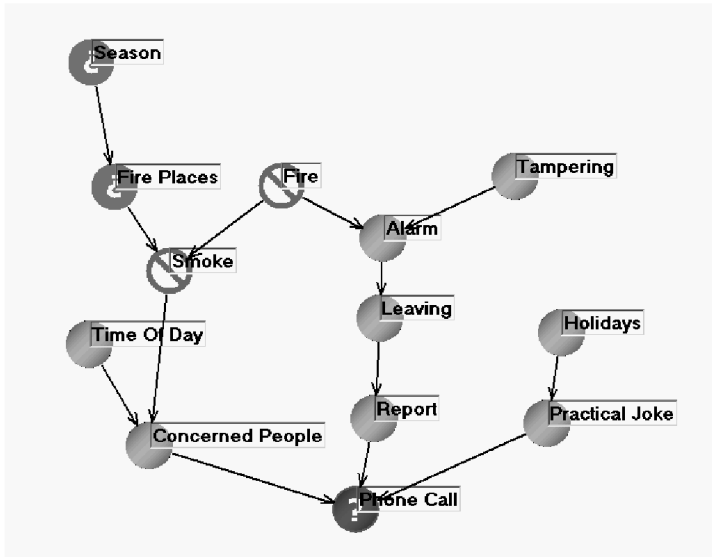 Season
Fire Places
Fire
Tampering
Alarm
Smoke
Leaving
Holidays
Time Of Day
Report
Practical Joke
Concerned People
?
Phone Call